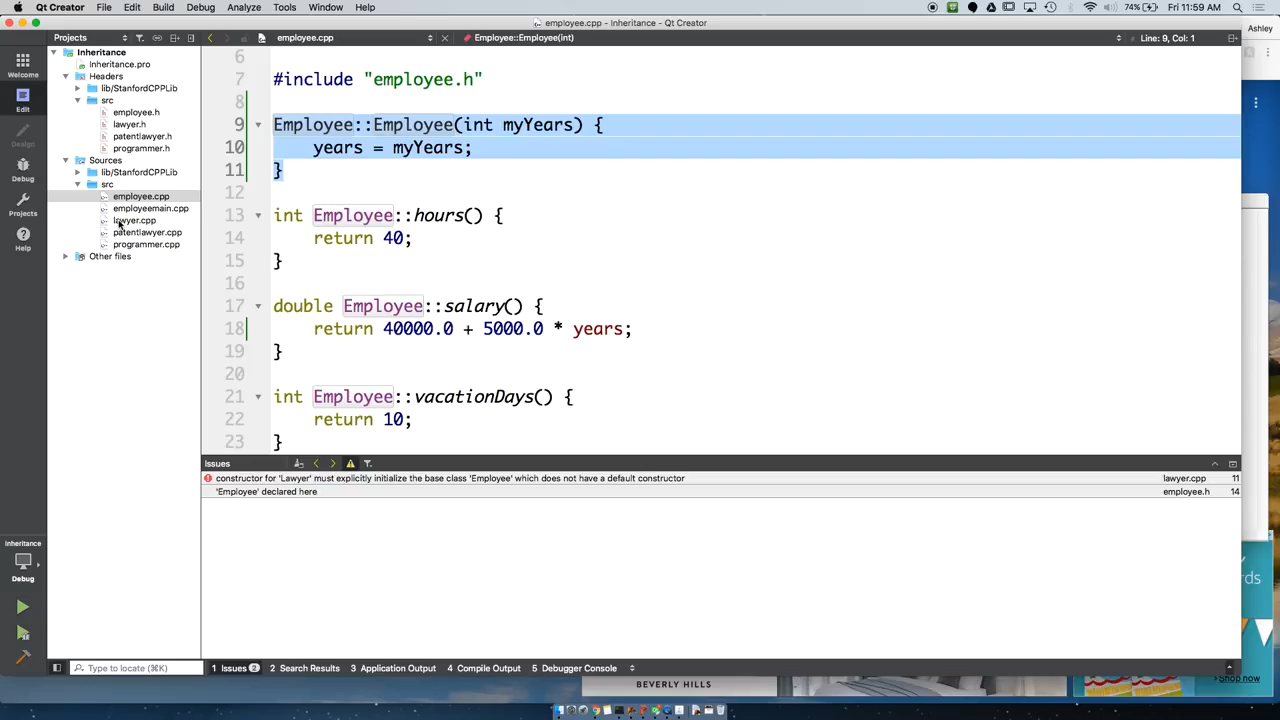 Qt Creator File Edit Build Debug Analyze Tools Window Help 74% Fri 11:59 AM Ashley
employee.cpp - Inheritance - Qt Creator
Projects
employee.cpp
Employee::Employee(int)
Line: 9, Col: 1
Welcome
Edit
Design
Debug
Projects
Help
Inheritance
Inheritance.pro
Headers
lib/StanfordCPPLib
src
employee.h
lawyer.h
patentlawyer.h
programmer.h
Sources
lib/StanfordCPPLib
src
employee.cpp
employeemain.cpp
lawyer.cpp
patentlawyer.cpp
programmer.cpp
Other files
6
7 #include "employee.h"
8
9 Employee::Employee(int myYears) {
10 years = myYears;
11 }
12
13 int Employee::hours() {
14 return 40;
15 }
16
17 double Employee::salary() {
18 return 40000.0 + 5000.0 * years;
19 }
20
21 int Employee::vacationDays() {
22 return 10;
23 }
Issues
constructor for 'Lawyer' must explicitly initialize the base class 'Employee' which does not have a default constructor lawyer.cpp 11
'Employee' declared here employee.h 14
Inheritance
Debug
Type to locate (⌘K)
1 Issues 2 2 Search Results 3 Application Output 4 Compile Output 5 Debugger Console
BEVERLY HILLS
Shop now